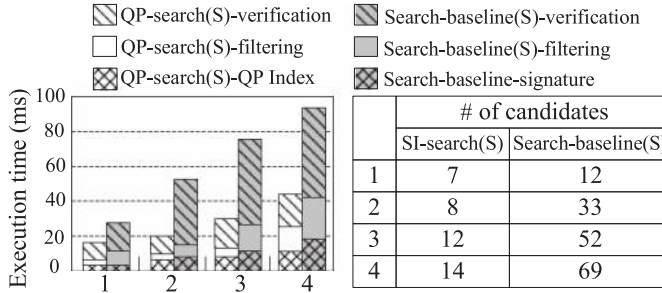 QP-search(S)-verification Search-baseline(S)-verification
QP-search(S)-filtering Search-baseline(S)-filtering
QP-search(S)-QP Index Search-baseline-signature
Execution time (ms)
100
80
60
40
20
0
1 2 3 4
# of candidates
SI-search(S) Search-baseline(S)
1 7 12
2 8 33
3 12 52
4 14 69